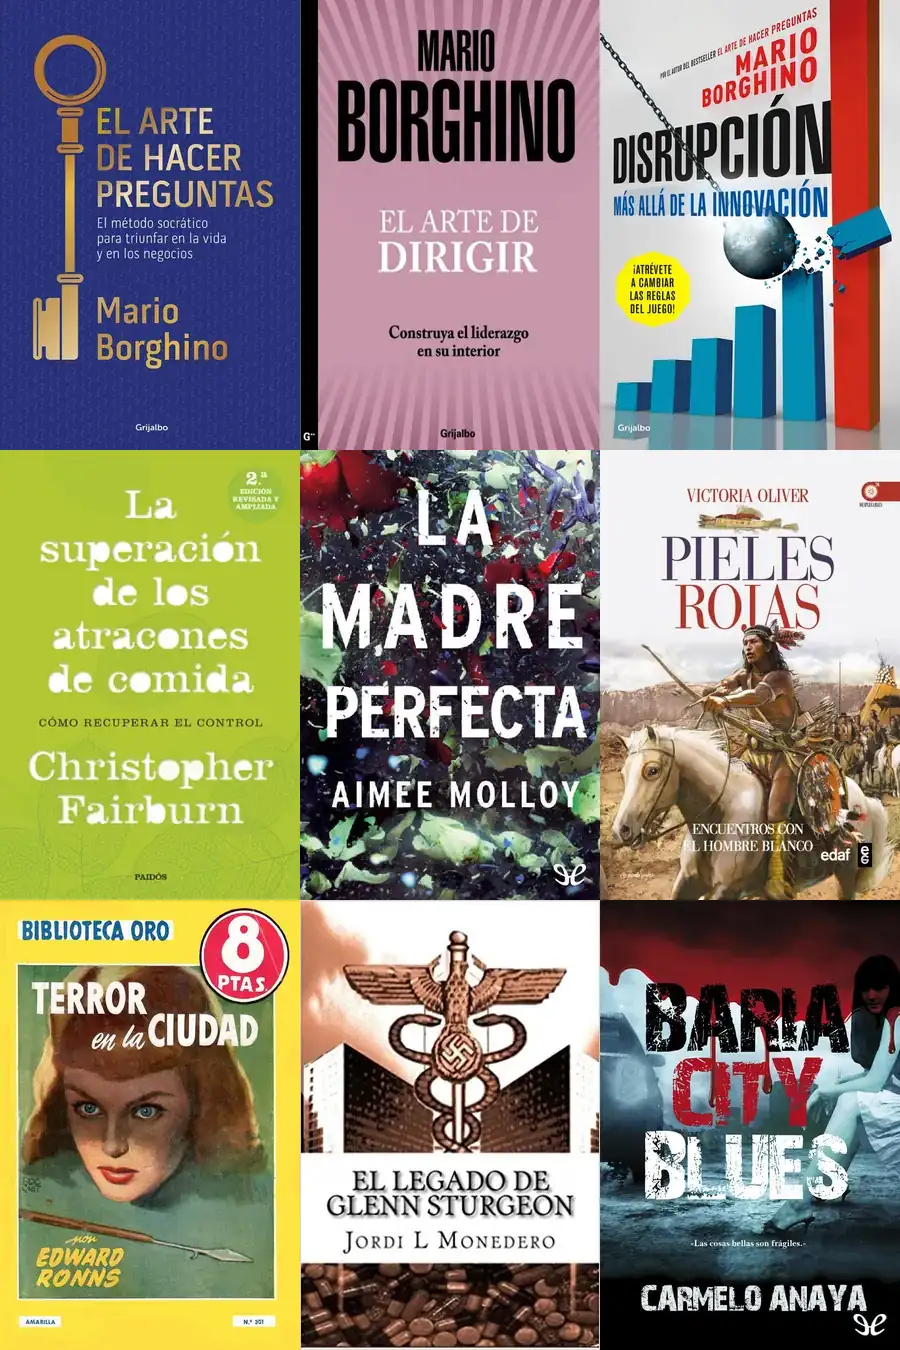 EL ARTE
DE HACER
PREGUNTAS
El método socrático
para triunfar en la vida
y en los negocios
Mario
Borghino
Grijalbo
MARIO
BORGHINO
EL ARTE DE
DIRIGIR
Construya el liderazgo
en su interior
Grijalbo
POR EL AUTOR DEL BESTSELLER EL ARTE DE HACER PREGUNTAS
MARIO
BORGHINO
DISRUPCIÓN
MÁS ALLÁ DE LA INNOVACIÓN
¡ATRÉVETE
A CAMBIAR
LAS REGLAS
DEL JUEGO!
Grijalbo
2.ª
EDICIÓN
REVISADA Y
AMPLIADA
La
superación
de los
atracones
de comida
CÓMO RECUPERAR EL CONTROL
Christopher
Fairburn
PAIDÓS
LA
MADRE
PERFECTA
AIMEE MOLLOY
VICTORIA OLIVER
PIELES
ROJAS
ENCUENTROS CON
EL HOMBRE BLANCO
edaf
BIBLIOTECA ORO
8
PTAS.
TERROR
en la CIUDAD
por
EDWARD
RONNS
AMARILLA
N.º 301
EL LEGADO DE
GLENN STURGEON
JORDI L MONEDERO
BARIA
CITY
BLUES
-Las cosas bellas son frágiles.-
CARMELO ANAYA